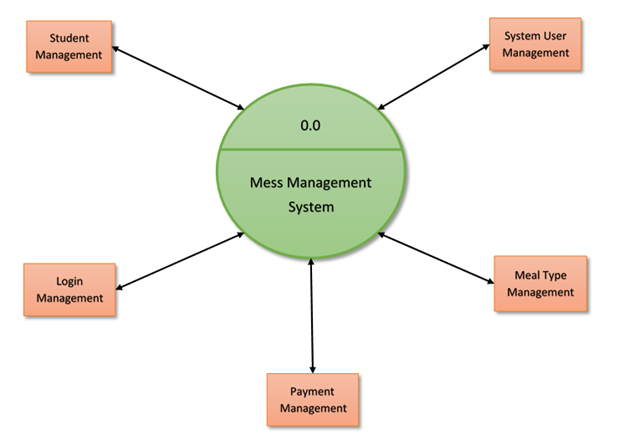 Student
Management
System User
Management
0.0
Mess Management
System
Login
Management
Meal Type
Management
Payment
Management